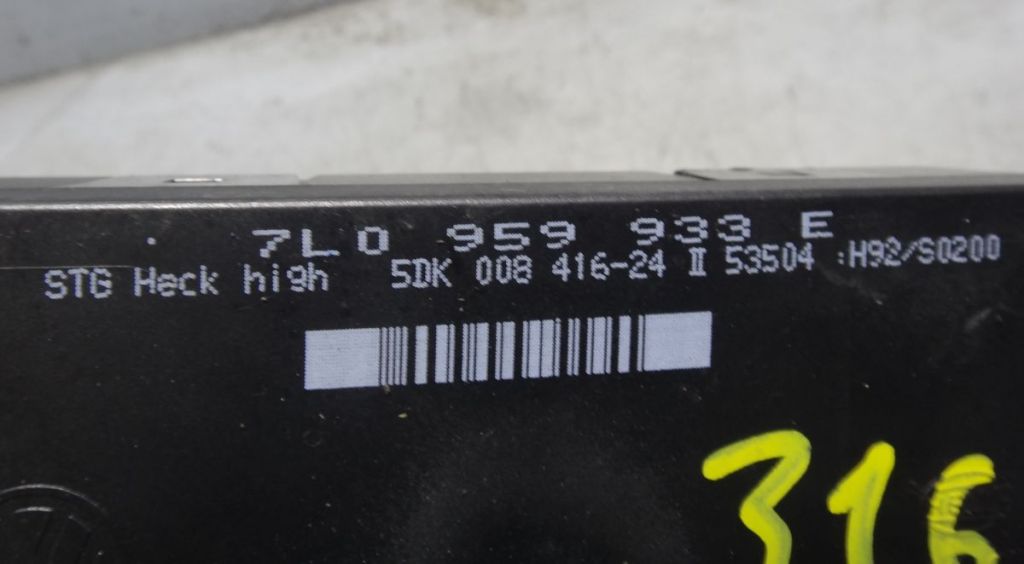 7L0 959 933 E
STG Heck high 5DK 008 416-24 II 53504 :H92/S0200
316